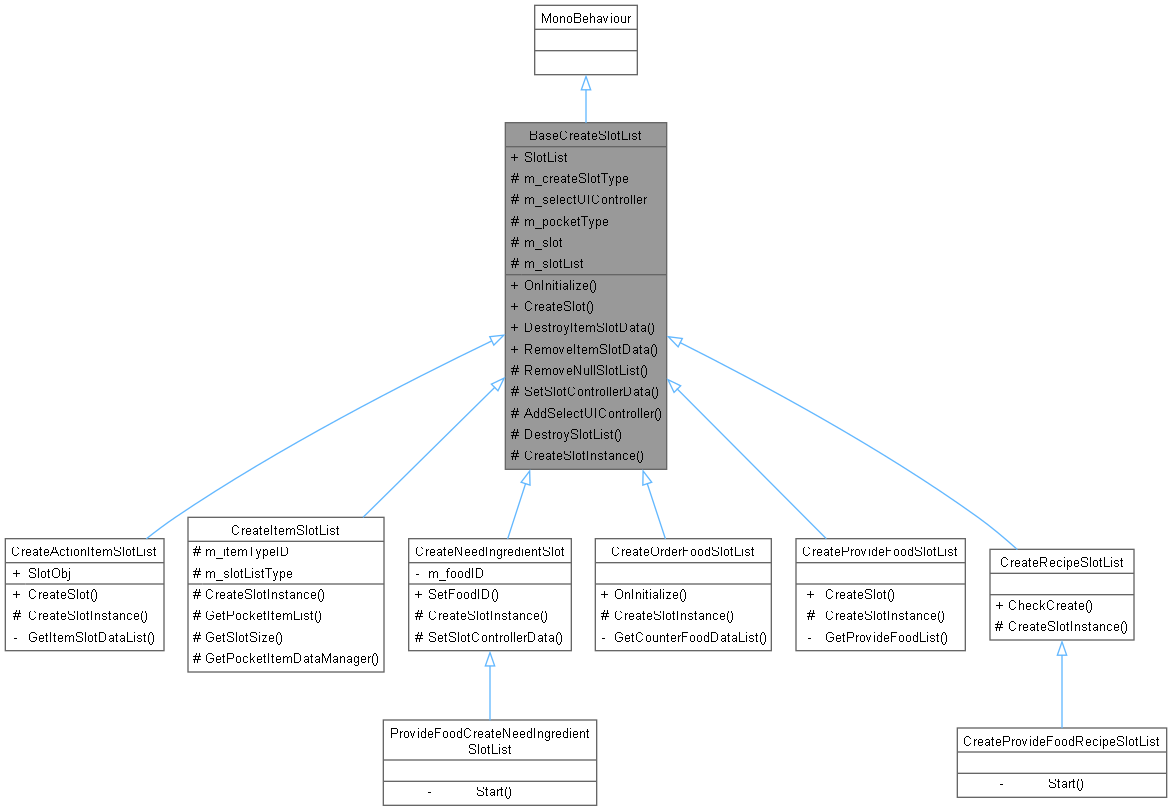 MonoBehaviour
BaseCreateSlotList
+ SlotList
# m_createSlotType
# m_selectUIController
# m_pocketType
# m_slot
# m_slotList
+ OnInitialize()
+ CreateSlot()
+ DestroyItemSlotData()
+ RemoveItemSlotData()
# RemoveNullSlotList()
# SetSlotControllerData()
# AddSelectUIController()
# DestroySlotList()
# CreateSlotInstance()
CreateActionItemSlotList
+ SlotObj
+ CreateSlot()
# CreateSlotInstance()
- GetItemSlotDataList()
CreateItemSlotList
# m_itemTypeID
# m_slotListType
# CreateSlotInstance()
# GetPocketItemList()
# GetSlotSize()
# GetPocketItemDataManager()
CreateNeedIngredientSlot
- m_foodID
+ SetFoodID()
# CreateSlotInstance()
# SetSlotControllerData()
CreateOrderFoodSlotList
+ OnInitialize()
# CreateSlotInstance()
- GetCounterFoodDataList()
CreateProvideFoodSlotList
+ CreateSlot()
# CreateSlotInstance()
- GetProvideFoodList()
CreateRecipeSlotList
+ CheckCreate()
# CreateSlotInstance()
ProvideFoodCreateNeedIngredient
SlotList
- Start()
CreateProvideFoodRecipeSlotList
- Start()